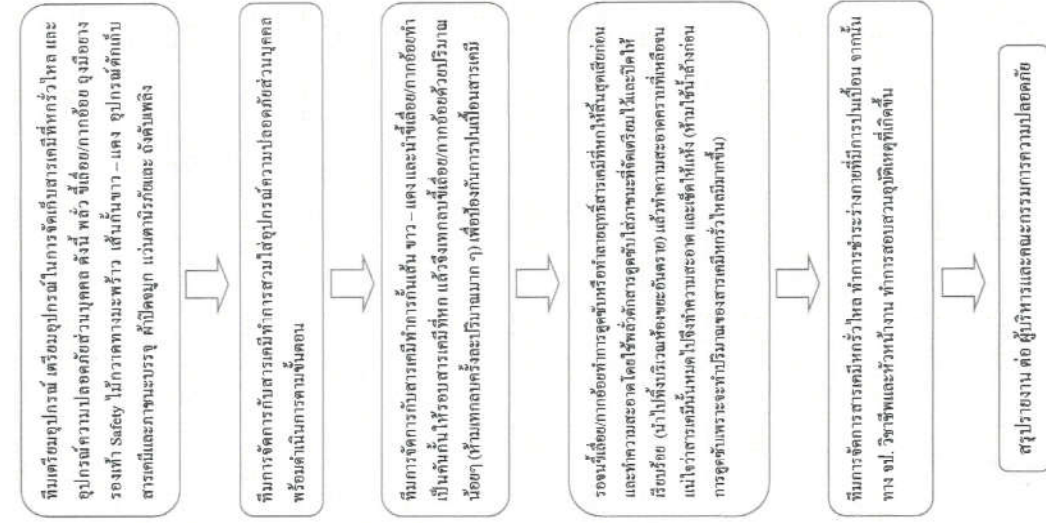 ทีมเตรียมอุปกรณ์ เตรียมอุปกรณ์ในการจัดเก็บสารเคมีที่หกรั่วไหล และ
อุปกรณ์ความปลอดภัยส่วนบุคคล ดังนี้ พลั่ว ขี้เลื่อย/กากอ้อย ถุงมือยาง
รองเท้า Safety ไม้กวาดทางมะพร้าว เส้นกั้นขาว – แดง อุปกรณ์ดักเก็บ
สารเคมีและภาชนะบรรจุ ผ้าปิดจมูก แว่นตานิรภัยและ ถังดับเพลิง
ทีมการจัดการกับสารเคมีทำการสวมใส่อุปกรณ์ความปลอดภัยส่วนบุคคล
พร้อมดำเนินการตามขั้นตอน
ทีมการจัดการกับสารเคมีทำการกั้นเส้น ขาว – แดง และนำขี้เลื่อย/กากอ้อยทำ
เป็นคันกั้นให้รอบสารเคมีที่หก แล้วจึงเทกลบขี้เลื่อย/กากอ้อยด้วยปริมาณ
น้อยๆ (ห้ามเทกลบครั้งละปริมาณมาก ๆ) เพื่อป้องกันการปนเปื้อนสารเคมี
รอจนขี้เลื่อย/กากอ้อยทำการดูดซับหรือทำลายฤทธิ์สารเคมีที่หกให้สิ้นสุดเสียก่อน
และทำความสะอาดโดยใช้พลั่วตักสารดูดซับใส่ภาชนะที่จัดเตรียมไว้และปิดให้
เรียบร้อย (นำไปทิ้งบริเวณห้องขยะอันตราย) แล้วทำความสะอาดคราบที่เหลือจน
แน่ใจว่าสารเคมีนั้นหมดไปจึงทำความสะอาด และเช็ดให้แห้ง (ห้ามใช้น้ำล้างก่อน
การดูดซับเพราะจะทำปริมาณของสารเคมีหกรั่วไหลมีมากขึ้น)
ทีมการจัดการสารเคมีหกรั่วไหล ทำการชำระร่างกายที่มีการปนเปื้อน จากนั้น
ทาง จป. วิชาชีพและหัวหน้างาน ทำการสอบสวนอุบัติเหตุที่เกิดขึ้น
สรุปรายงาน ต่อ ผู้บริหารและคณะกรรมการความปลอดภัย